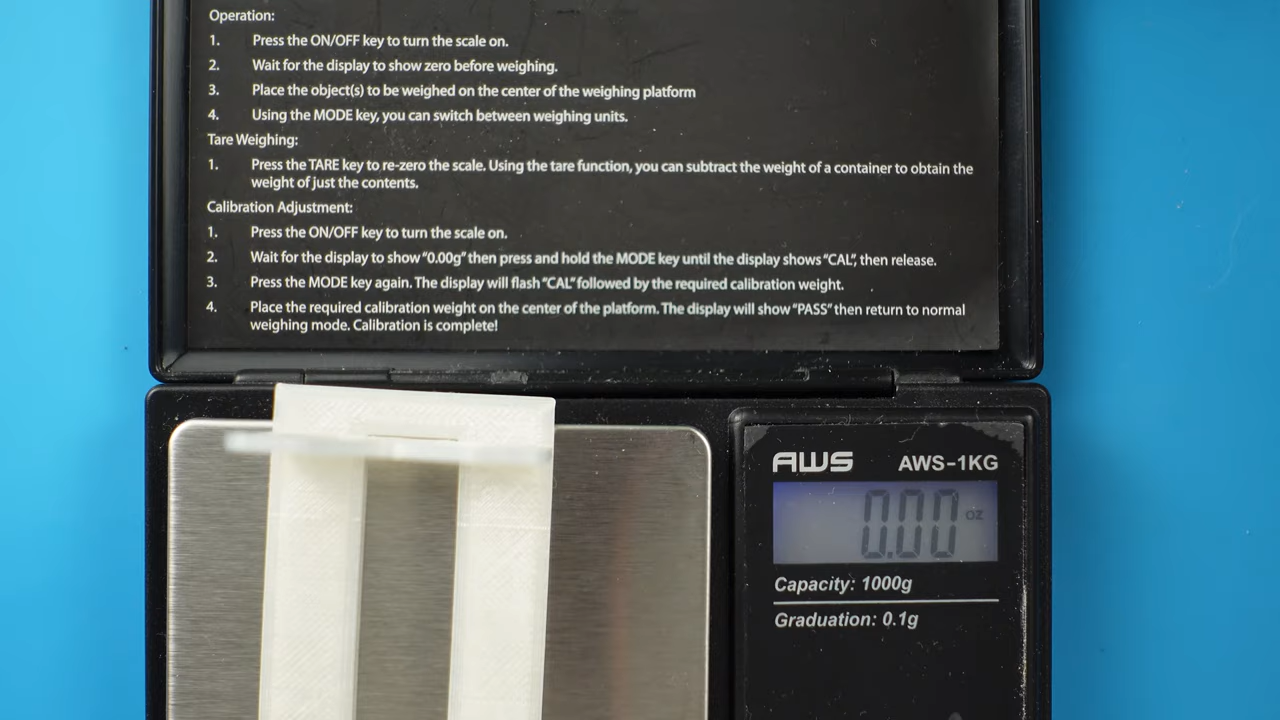 Operation:
1. Press the ON/OFF key to turn the scale on.
2. Wait for the display to show zero before weighing.
3. Place the object(s) to be weighed on the center of the weighing platform
4. Using the MODE key, you can switch between weighing units.
Tare Weighing:
1. Press the TARE key to re-zero the scale. Using the tare function, you can subtract the weight of a container to obtain the
weight of just the contents.
Calibration Adjustment:
1. Press the ON/OFF key to turn the scale on.
2. Wait for the display to show "0.00g" then press and hold the MODE key until the display shows "CAL", then release.
3. Press the MODE key again. The display will flash "CAL" followed by the required calibration weight.
4. Place the required calibration weight on the center of the platform. The display will show "PASS" then return to normal
weighing mode. Calibration is complete!
AWS AWS-1KG
0.00 oz
Capacity: 1000g
Graduation: 0.1g